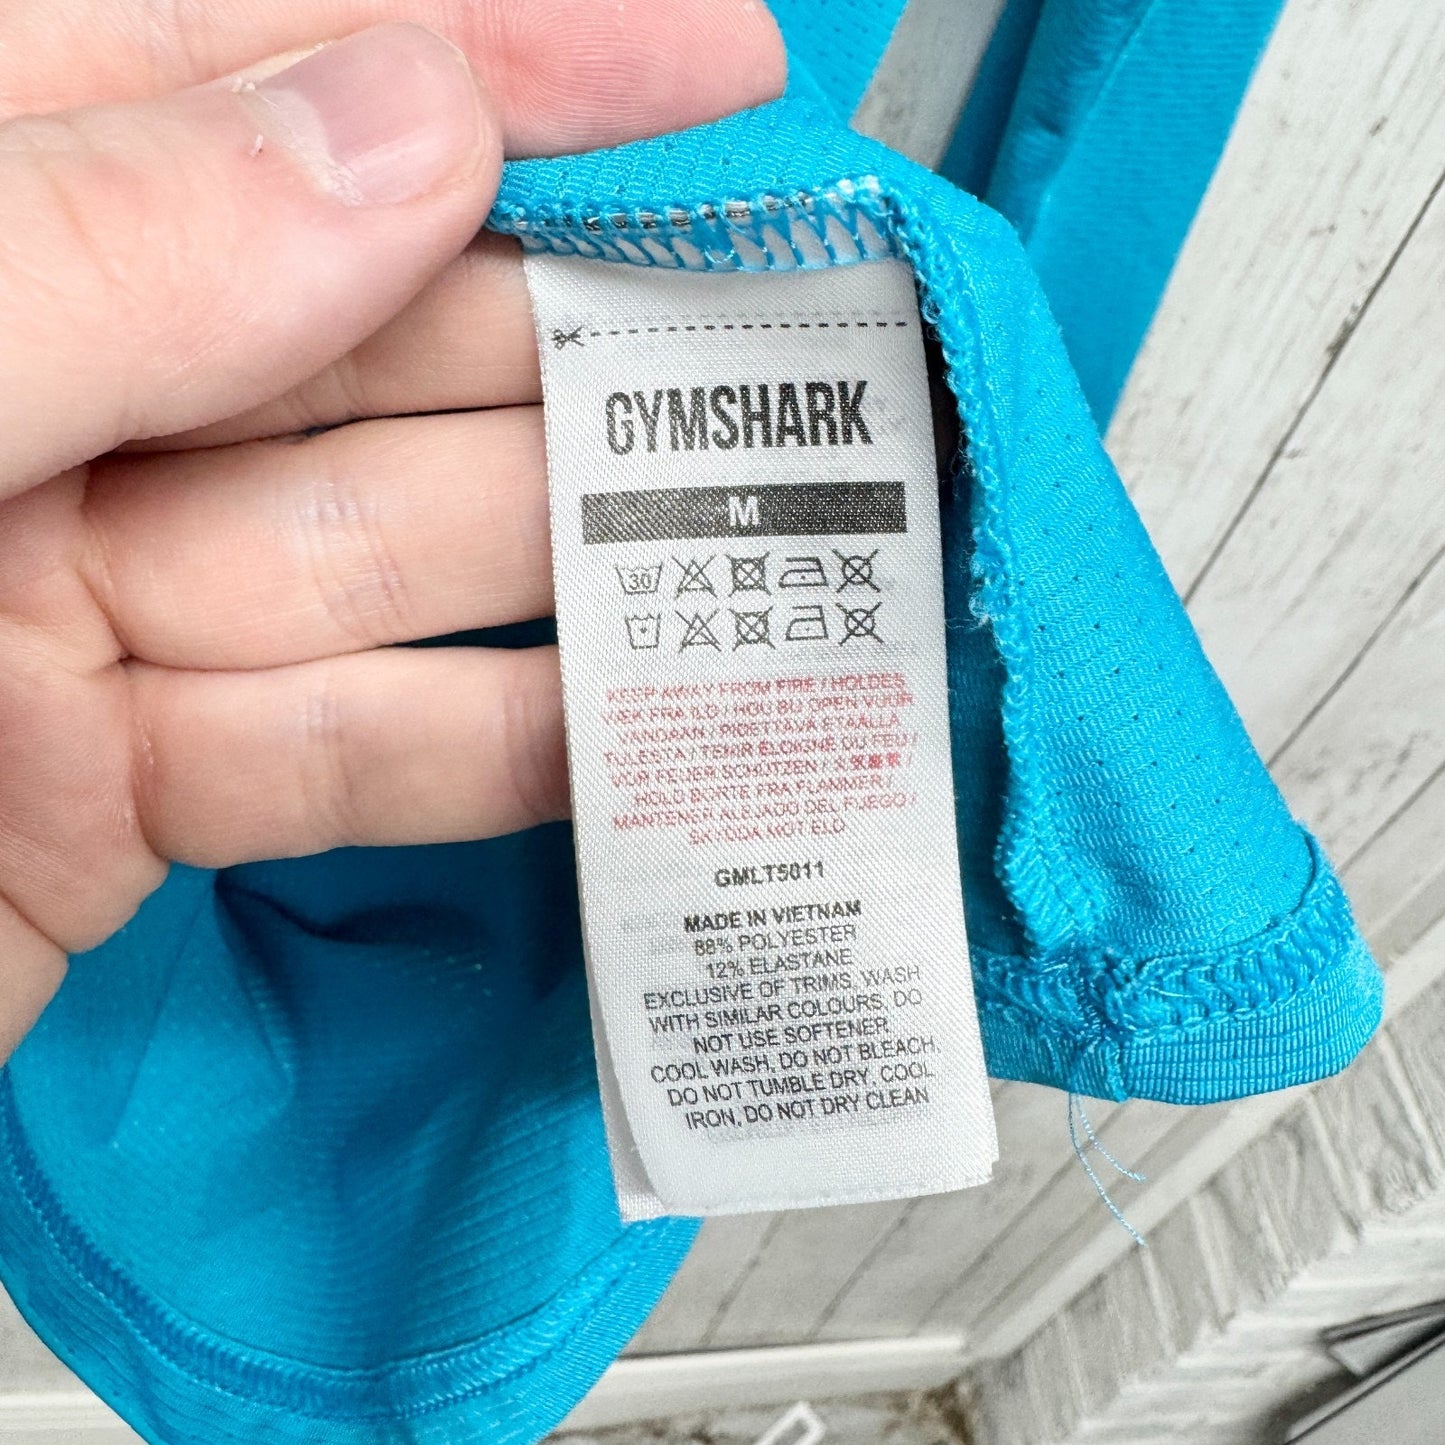 GYMSHARK
M
30
KEEP AWAY FROM FIRE / HOLDES
VÆK FRA ILD / HOU BIJ OPEN VUUR
VANDAAN / PIDETTÄVÄ ETÄÄLLÄ
TULESTA / TENIR ÉLOIGNÉ DU FEU /
VOR FEUER SCHÜTZEN /
HOLD BORTE FRA FLAMMER /
MANTENER ALEJADO DEL FUEGO /
SKYDDA MOT ELD
GMLT5011
MADE IN VIETNAM
88% POLYESTER
12% ELASTANE
EXCLUSIVE OF TRIMS, WASH
WITH SIMILAR COLOURS, DO
NOT USE SOFTENER
COOL WASH, DO NOT BLEACH,
DO NOT TUMBLE DRY, COOL
IRON, DO NOT DRY CLEAN